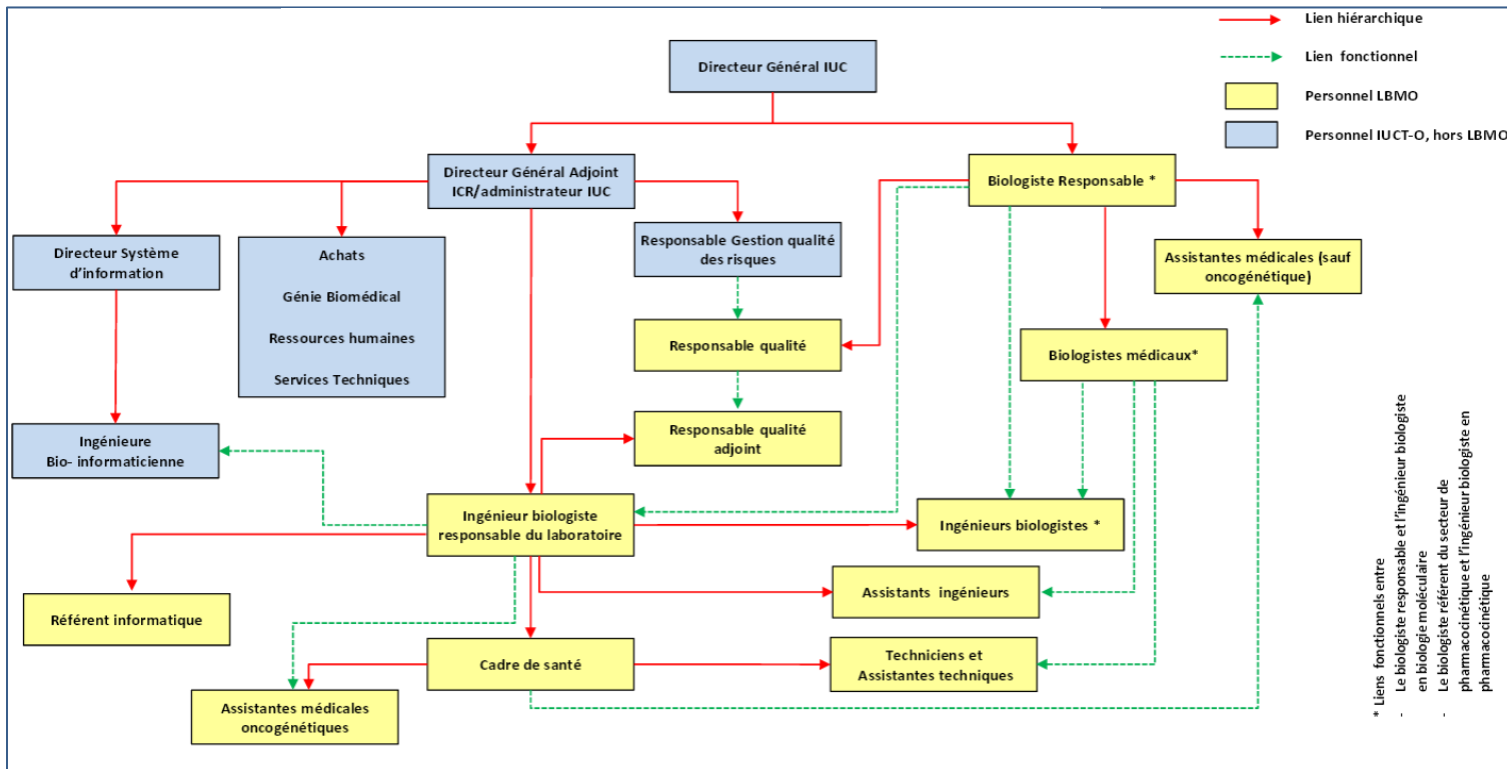 Lien hiérarchique
Lien fonctionnel
Personnel LBMO
Personnel IUCT-O, hors LBMO
Directeur Général IUC
Directeur Général Adjoint
ICR/administrateur IUC
Biologiste Responsable *
Directeur Système
d’information
Achats
Génie Biomédical
Ressources humaines
Services Techniques
Responsable Gestion qualité
des risques
Assistantes médicales (sauf
oncogénétique)
Responsable qualité
Biologistes médicaux*
Ingénieure
Bio- informaticienne
Responsable qualité
adjoint
Ingénieur biologiste
responsable du laboratoire
Ingénieurs biologistes *
Référent informatique
Assistants ingénieurs
Cadre de santé
Techniciens et
Assistantes techniques
Assistantes médicales
oncogénétiques
* Liens fonctionnels entre
- Le biologiste responsable et l’ingénieur biologiste
en biologie moléculaire
- Le biologiste référent du secteur de
pharmacocinétique et l’ingénieur biologiste en
pharmacocinétique